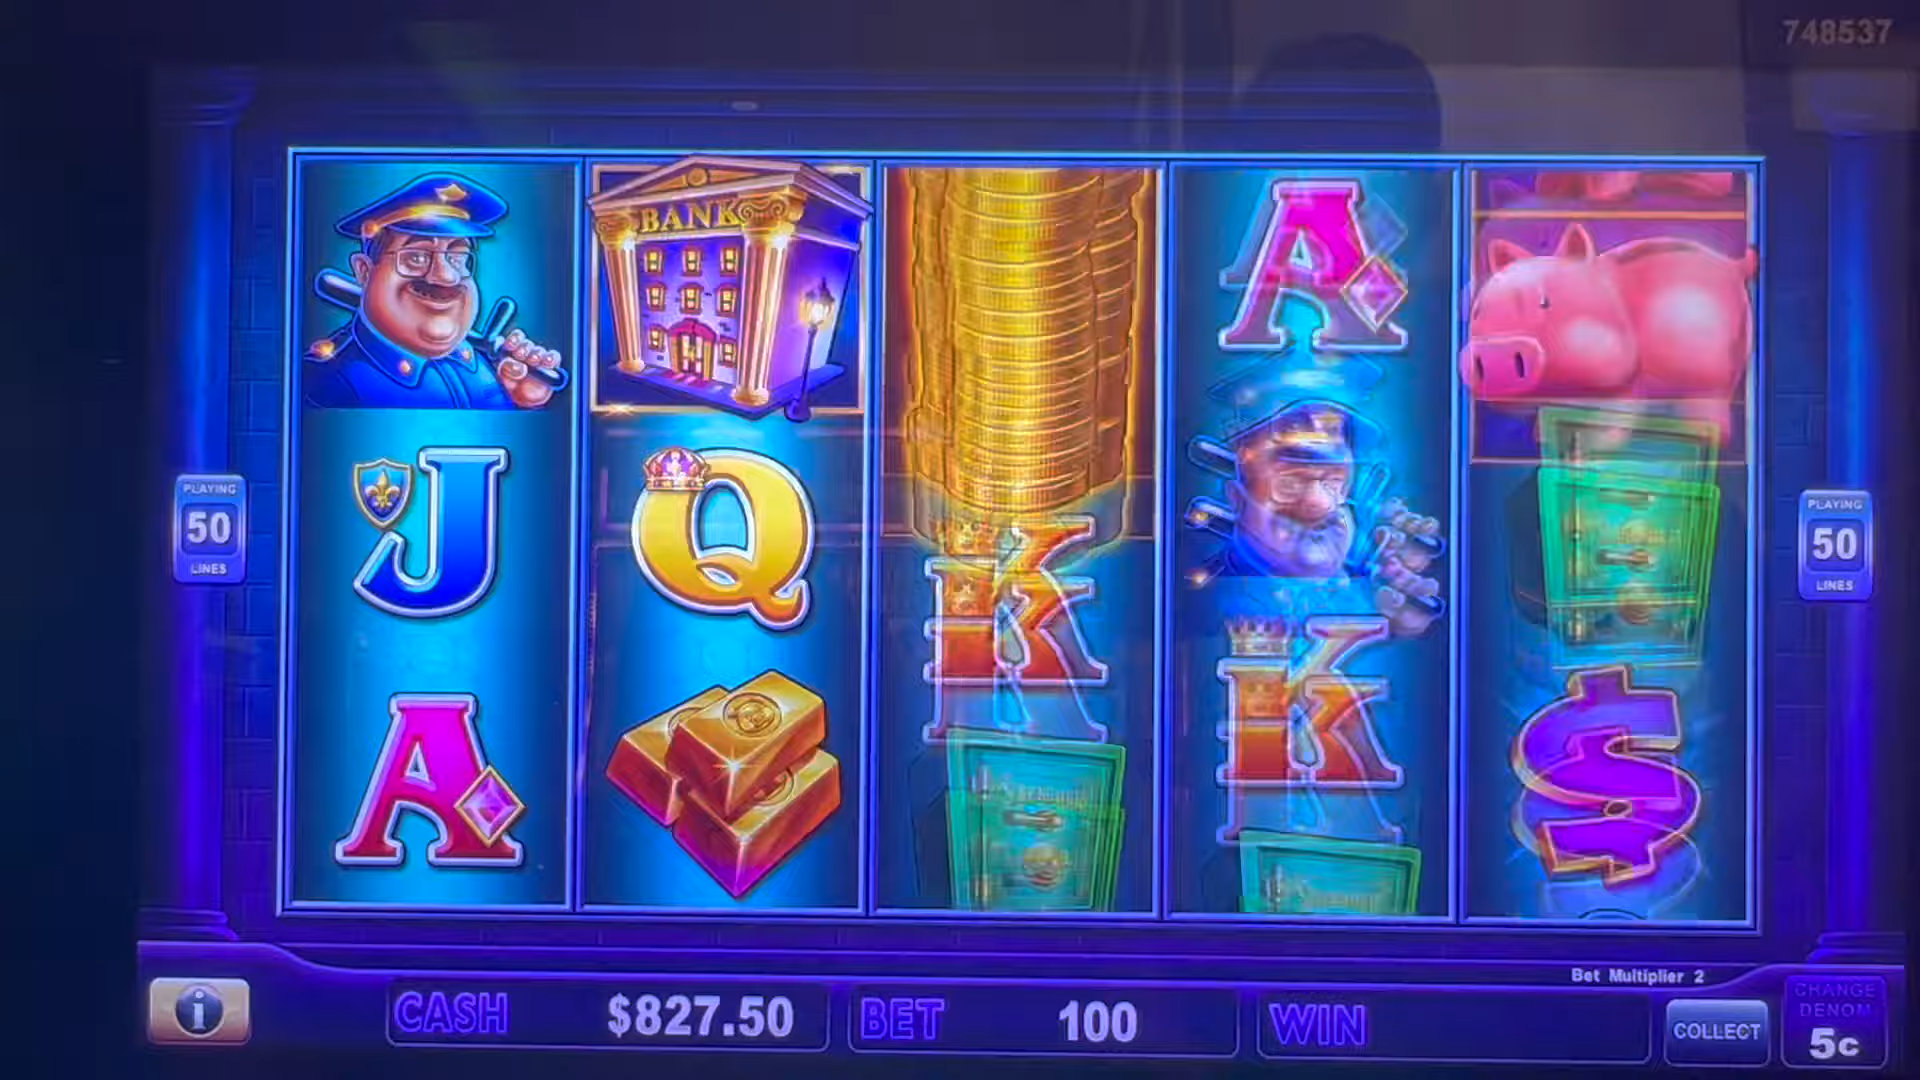 748537
BANK
A
J
Q
K
K
A
PLAYING
50
LINES
PLAYING
50
LINES
Bet Multiplier 2
CASH $827.50
BET 100
WIN
COLLECT
CHANGE
DENOM
5c